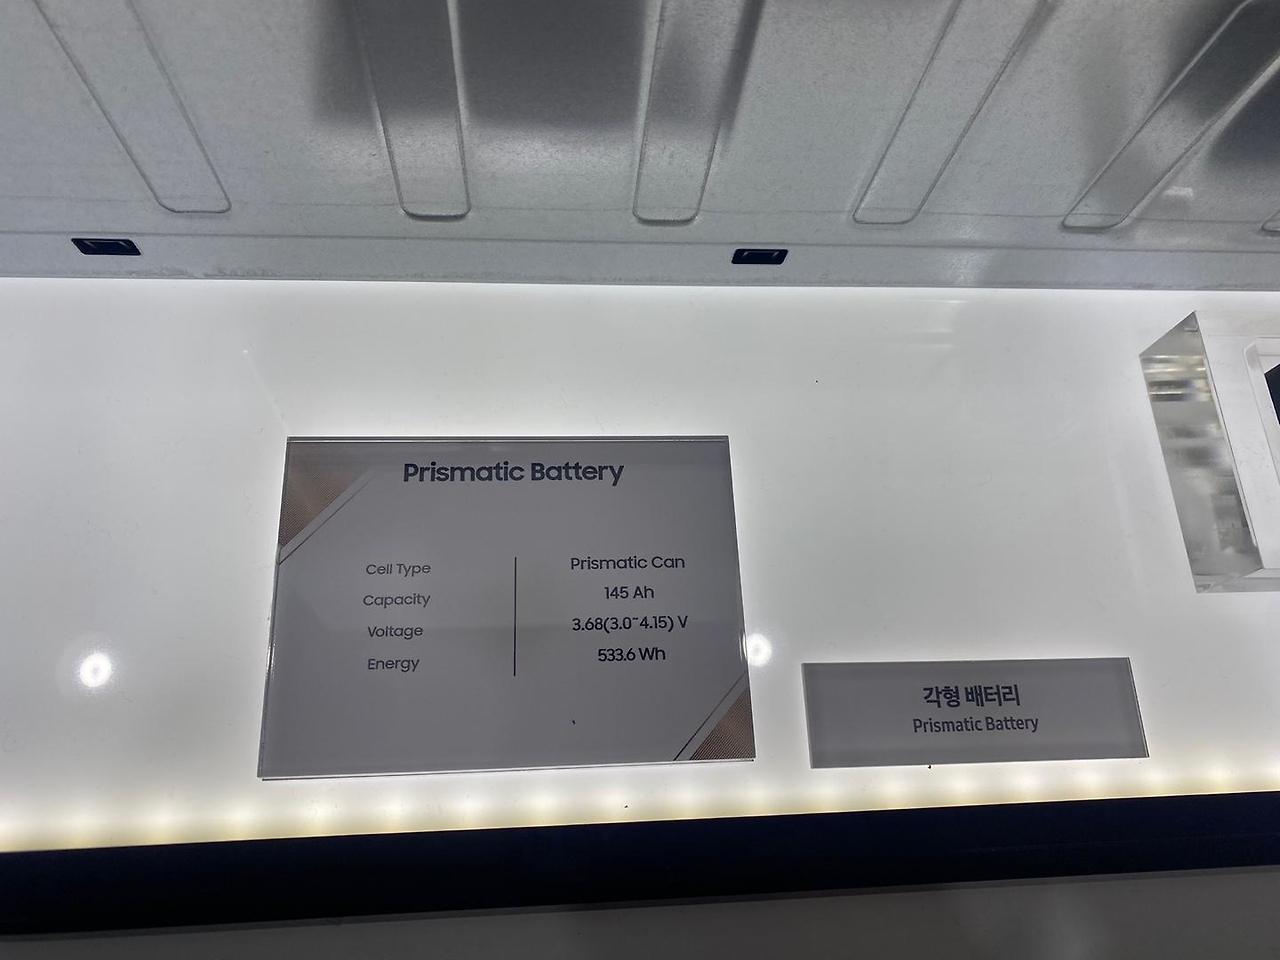 Prismatic Battery
Cell Type Prismatic Can
Capacity 145 Ah
Voltage 3.68(3.0~4.15) V
Energy 533.6 Wh
각형 배터리
Prismatic Battery